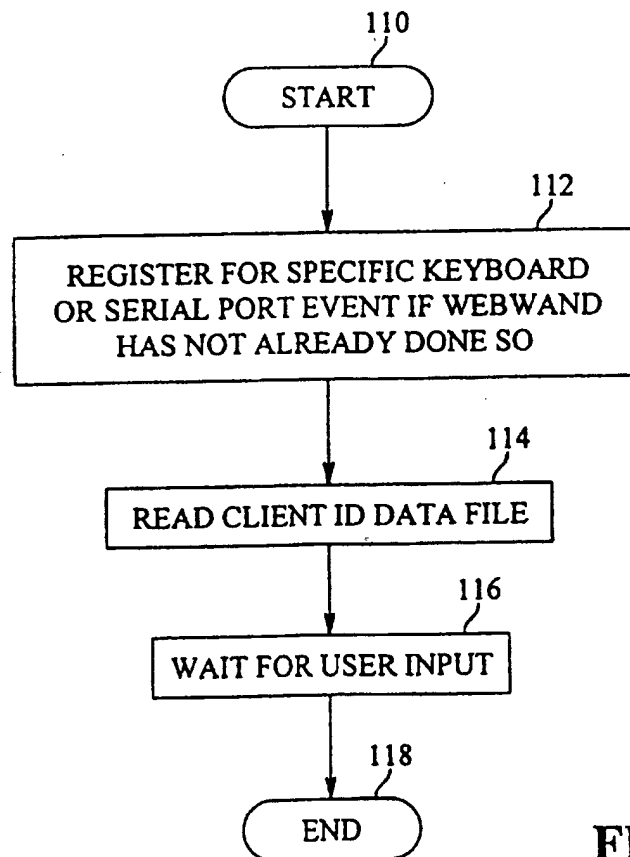 110
START
112
REGISTER FOR SPECIFIC KEYBOARD
OR SERIAL PORT EVENT IF WEBWAND
HAS NOT ALREADY DONE SO
114
READ CLIENT ID DATA FILE
116
WAIT FOR USER INPUT
118
END